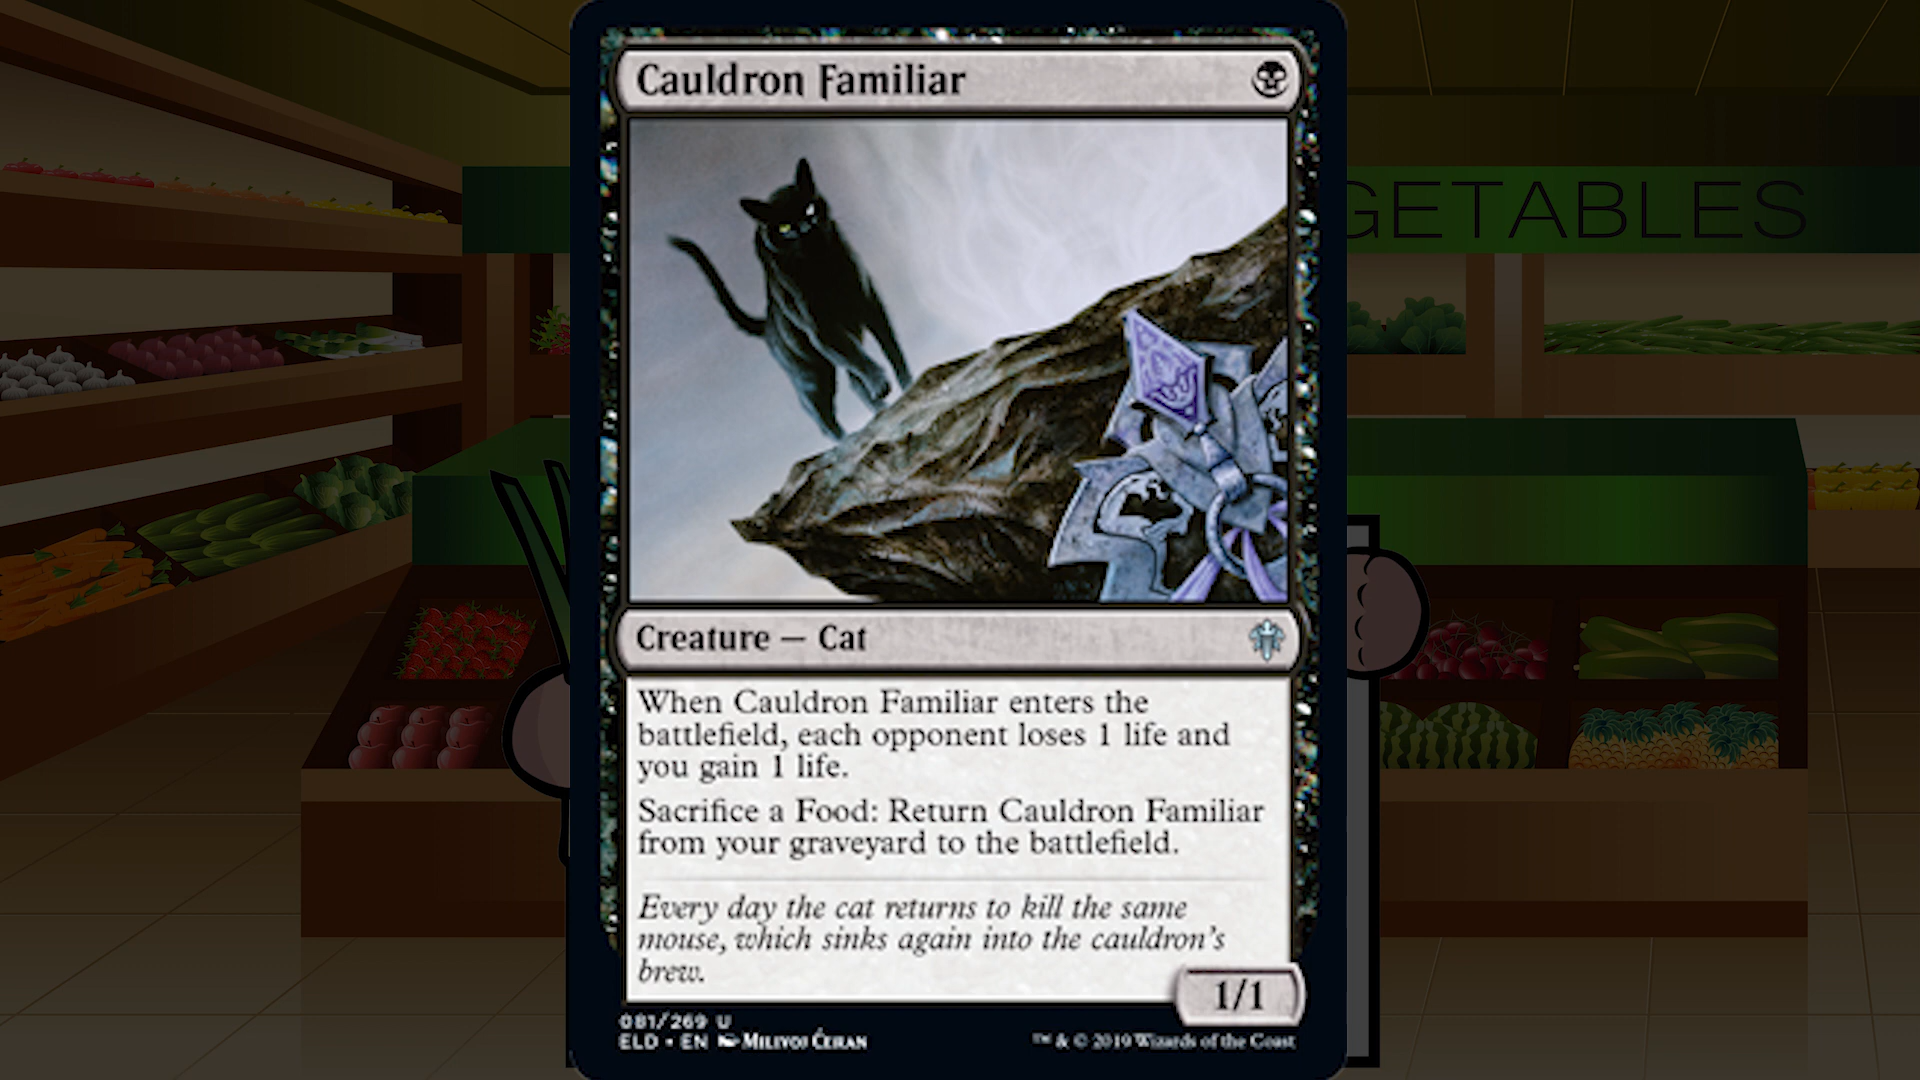 Cauldron Familiar
GETABLES
Creature — Cat
When Cauldron Familiar enters the
battlefield, each opponent loses 1 life and
you gain 1 life.
Sacrifice a Food: Return Cauldron Familiar
from your graveyard to the battlefield.
Every day the cat returns to kill the same
mouse, which sinks again into the cauldron's
brew.
1/1
081/269 U
ELD • EN Milivoj Ćeran
™ & © 2019 Wizards of the Coast